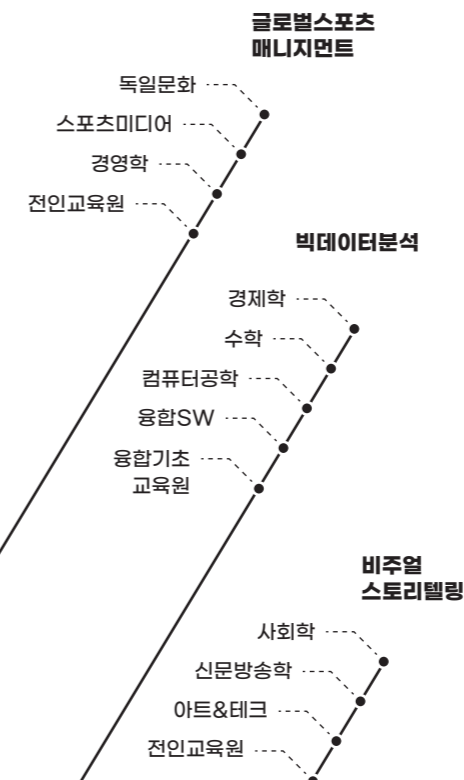 글로벌스포츠
매니지먼트
독일문화
스포츠미디어
경영학
전인교육원
빅데이터분석
경제학
수학
컴퓨터공학
융합SW
융합기초
교육원
비주얼
스토리텔링
사회학
신문방송학
아트&테크
전인교육원